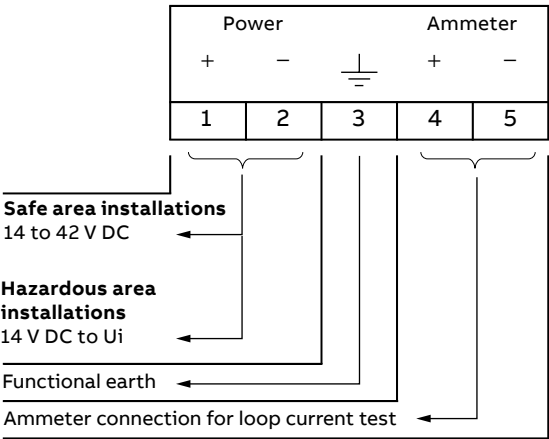 Power Ammeter
+ − + −
1 2 3 4 5
Safe area installations
14 to 42 V DC
Hazardous area
installations
14 V DC to Ui
Functional earth
Ammeter connection for loop current test